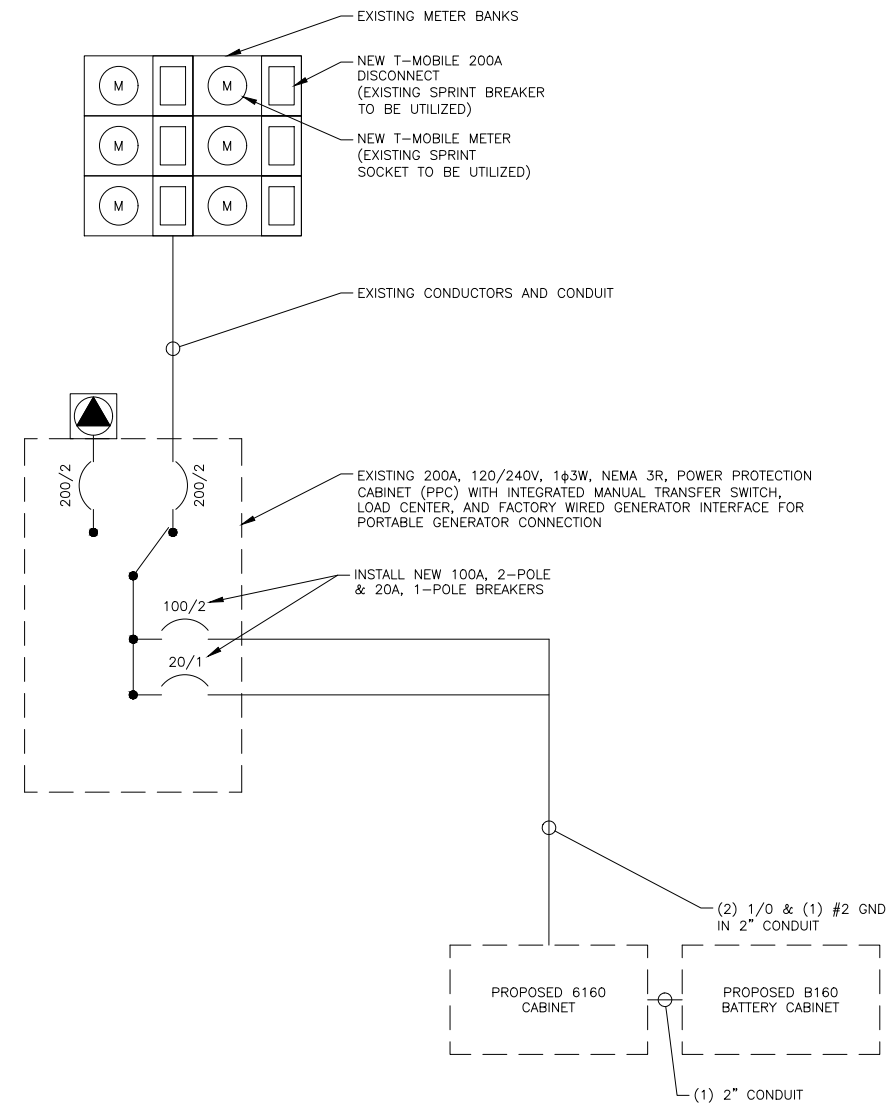 EXISTING METER BANKS
NEW T-MOBILE 200A
DISCONNECT
(EXISTING SPRINT BREAKER
TO BE UTILIZED)
M
M
NEW T-MOBILE METER
(EXISTING SPRINT
SOCKET TO BE UTILIZED)
M
M
M
M
EXISTING CONDUCTORS AND CONDUIT
200/2
200/2
EXISTING 200A, 120/240V, 1ϕ3W, NEMA 3R, POWER PROTECTION
CABINET (PPC) WITH INTEGRATED MANUAL TRANSFER SWITCH,
LOAD CENTER, AND FACTORY WIRED GENERATOR INTERFACE FOR
PORTABLE GENERATOR CONNECTION
INSTALL NEW 100A, 2-POLE
& 20A, 1-POLE BREAKERS
100/2
20/1
(2) 1/0 & (1) #2 GND
IN 2" CONDUIT
PROPOSED 6160
CABINET
PROPOSED B160
BATTERY CABINET
(1) 2" CONDUIT